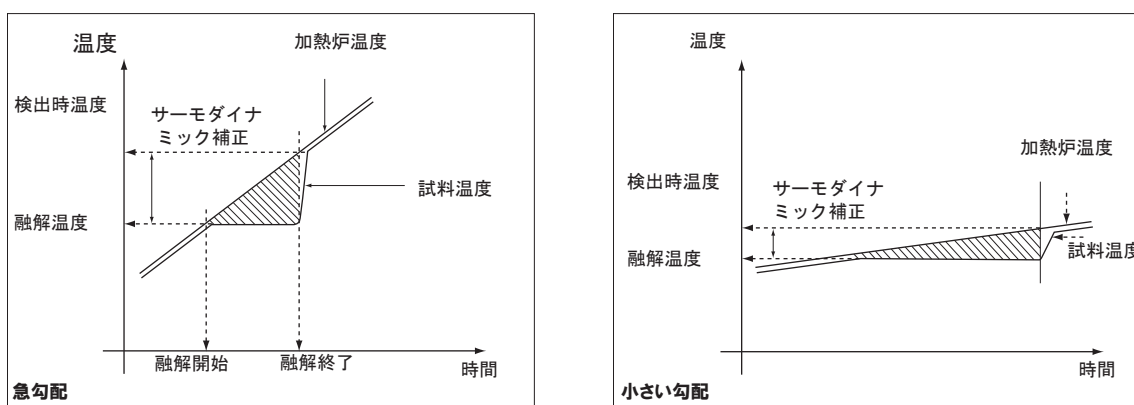 温度
加熱炉温度
検出時温度
サーモダイナ
ミック補正
試料温度
融解温度
融解開始
融解終了
時間
急勾配
温度
加熱炉温度
検出時温度
サーモダイナ
ミック補正
試料温度
融解温度
時間
小さい勾配